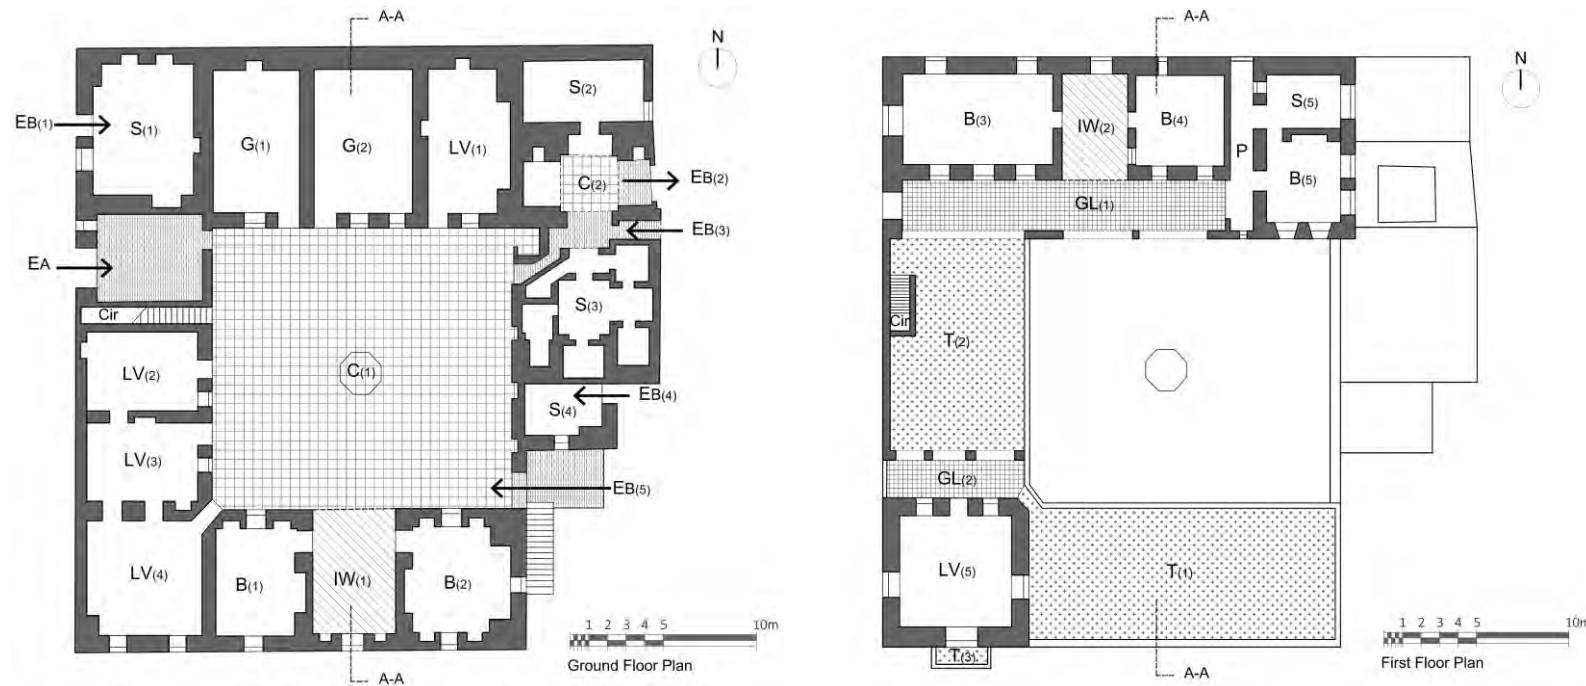 A-A
N
S(1)
G(1)
G(2)
LV(1)
S(2)
EB(1)
C(2)
EB(2)
EB(3)
EA
Cir
S(3)
LV(2)
C(1)
EB(4)
S(4)
LV(3)
EB(5)
LV(4)
B(1)
IW(1)
B(2)
1 2 3 4 5 10m
Ground Floor Plan
A-A
A-A
N
B(3)
IW(2)
B(4)
S(5)
P
B(5)
GL(1)
Cir
T(2)
GL(2)
LV(5)
T(1)
T(3)
1 2 3 4 5 10m
First Floor Plan
A-A